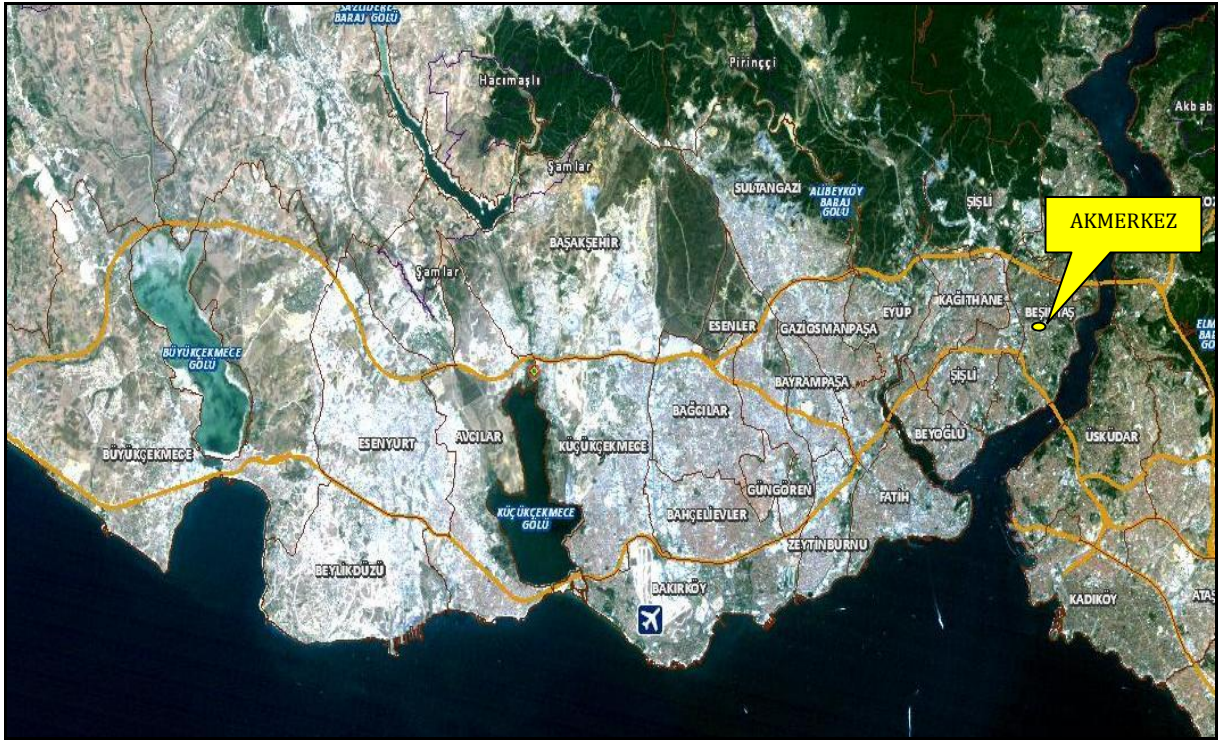 SAZLIDERE
BARAJ GÖLÜ
Hacımaşlı
Pirinççi
Akbab
Şamlar
SULTANGAZİ
ALİBEYKÖY
BARAJ
GÖLÜ
ŞİŞLİ
AKMERKEZ
BAŞAKŞEHİR
Şamlar
KAĞITHANE
EYÜP
BEŞİKTAŞ
ESENLER
GAZİOSMANPAŞA
BÜYÜKÇEKMECE
GÖLÜ
BAYRAMPAŞA
ŞİŞLİ
BAĞCILAR
BEYOĞLU
ÜSKÜDAR
ESENYURT
AVCILAR
KÜÇÜKÇEKMECE
BÜYÜKÇEKMECE
GÜNGÖREN
FATİH
KÜÇÜKÇEKMECE
GÖLÜ
BAHÇELİEVLER
ZEYTİNBURNU
BEYLİKDÜZÜ
BAKIRKÖY
KADIKÖY
ATAŞ